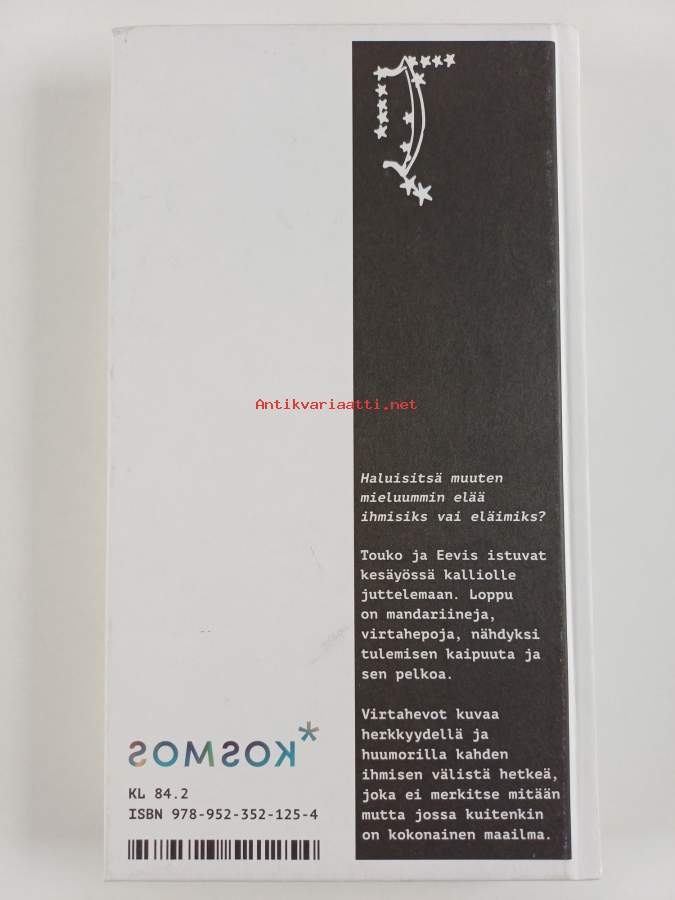 Antikvariaatti.net
Haluisitsä muuten
mieluummin elää
ihmisiks vai eläimiks?
Touko ja Eevis istuvat
kesäyössä kalliolle
juttelemaan. Loppu
on mandariineja,
virtahepoja, nähdyksi
tulemisen kaipuuta ja
sen pelkoa.
Virtahevot kuvaa
herkkyydellä ja
huumorilla kahden
ihmisen välistä hetkeä,
joka ei merkitse mitään
mutta jossa kuitenkin
on kokonainen maailma.
*KOSMOS
KL 84.2
ISBN 978-952-352-125-4